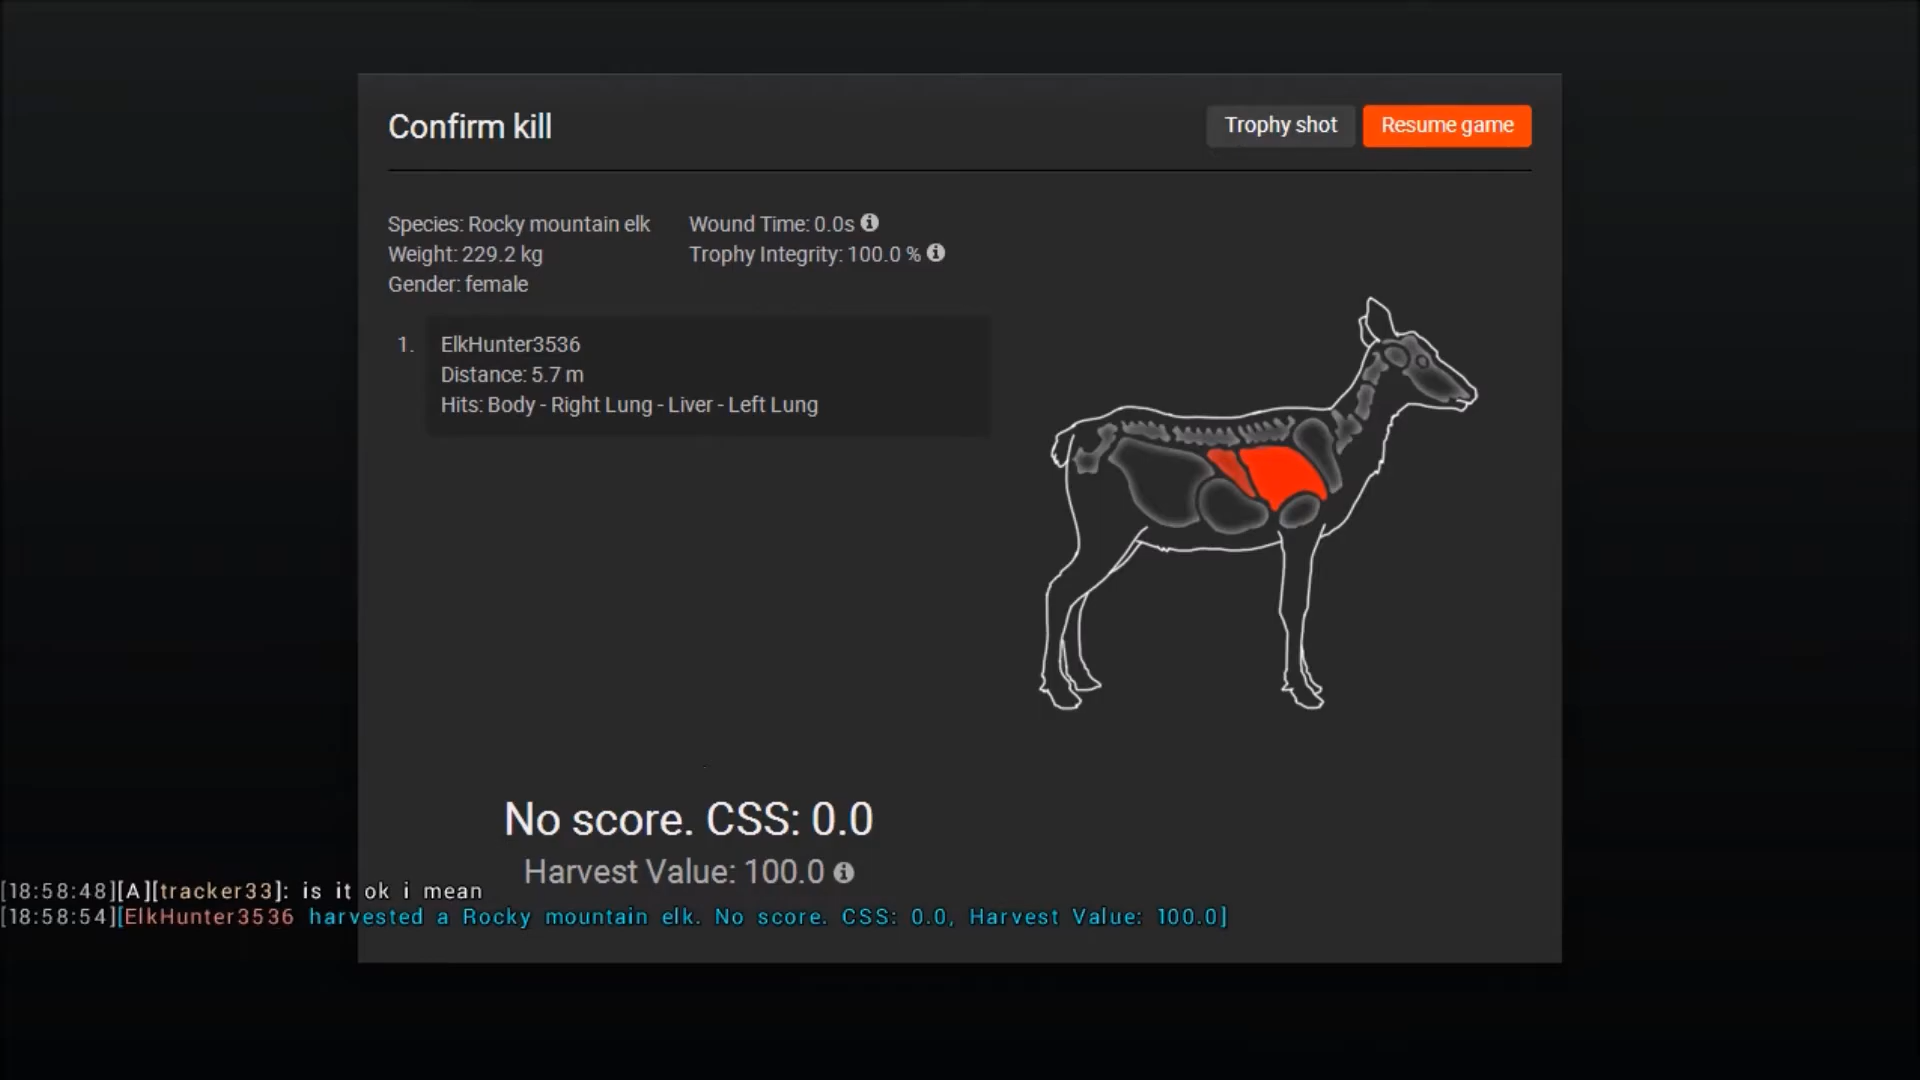 Confirm kill
Trophy shot
Resume game
Species: Rocky mountain elk
Weight: 229.2 kg
Gender: female
Wound Time: 0.0s
Trophy Integrity: 100.0 %
1.
ElkHunter3536
Distance: 5.7 m
Hits: Body - Right Lung - Liver - Left Lung
No score. CSS: 0.0
Harvest Value: 100.0
[18:58:48][A][tracker33]: is it ok i mean
[18:58:54][ElkHunter3536 harvested a Rocky mountain elk. No score. CSS: 0.0, Harvest Value: 100.0]